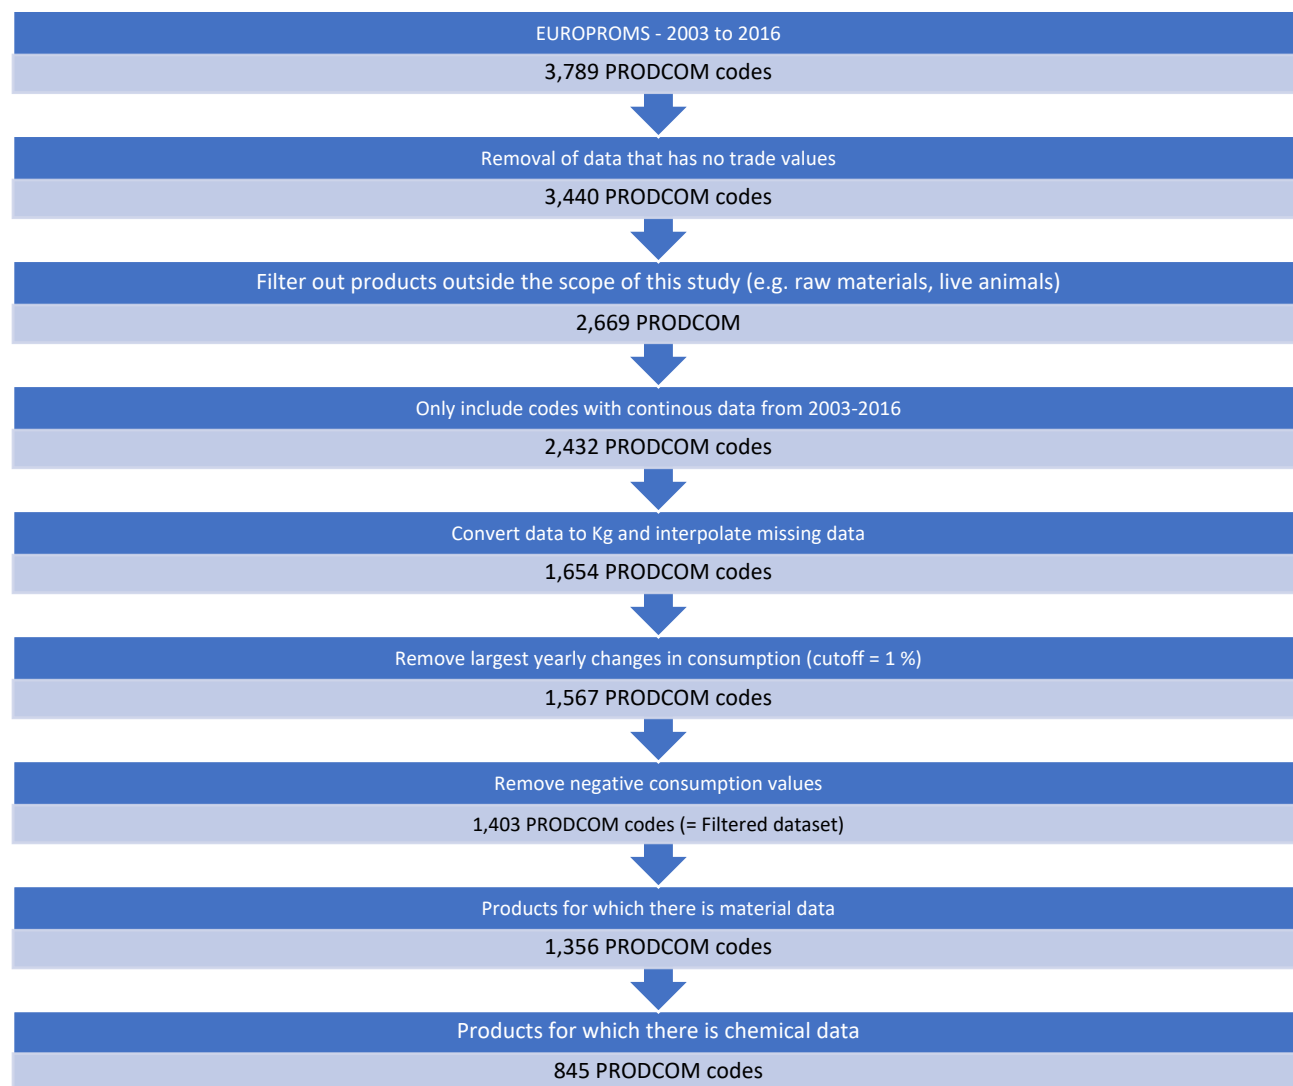 EUROPROMS - 2003 to 2016
3,789 PRODCOM codes
Removal of data that has no trade values
3,440 PRODCOM codes
Filter out products outside the scope of this study (e.g. raw materials, live animals)
2,669 PRODCOM
Only include codes with continous data from 2003-2016
2,432 PRODCOM codes
Convert data to Kg and interpolate missing data
1,654 PRODCOM codes
Remove largest yearly changes in consumption (cutoff = 1 %)
1,567 PRODCOM codes
Remove negative consumption values
1,403 PRODCOM codes (= Filtered dataset)
Products for which there is material data
1,356 PRODCOM codes
Products for which there is chemical data
845 PRODCOM codes